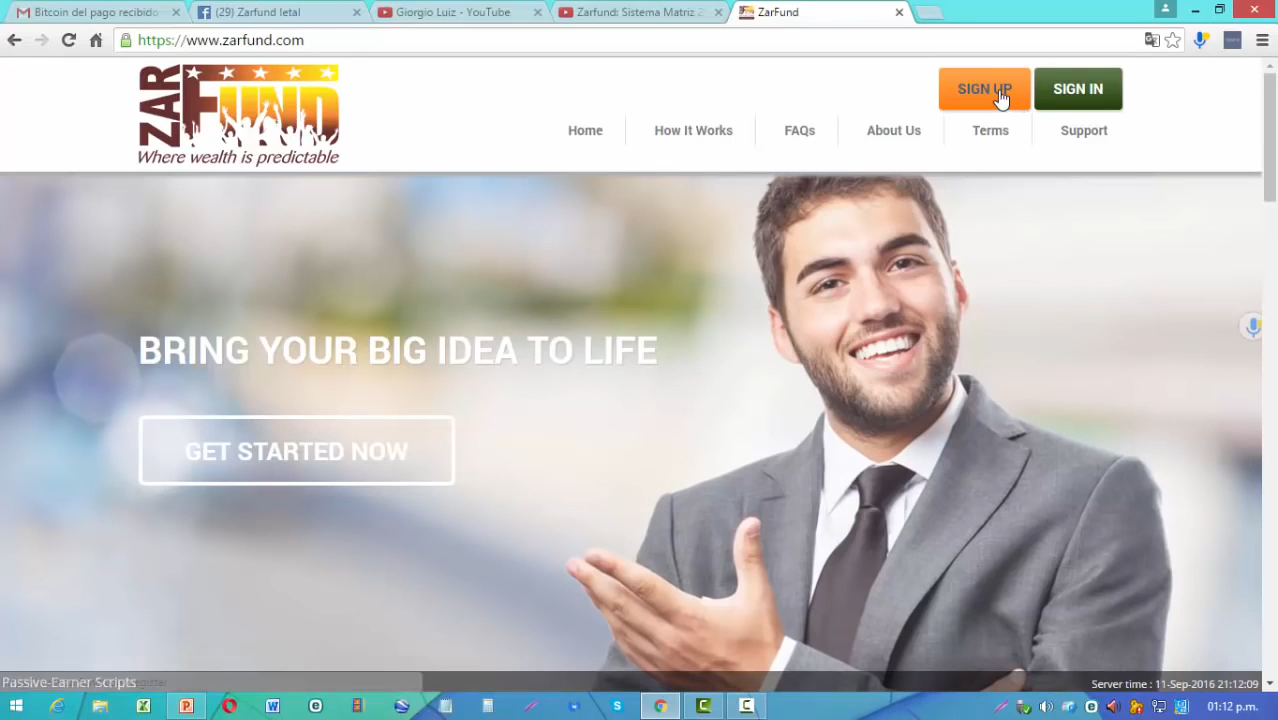 Bitcoin del pago recibido
(29) Zarfund letal
Giorgio Luiz - YouTube
Zarfund: Sistema Matriz 2
ZarFund
https://www.zarfund.com
ZAR FUND
Where wealth is predictable
SIGN UP
SIGN IN
Home
How It Works
FAQs
About Us
Terms
Support
BRING YOUR BIG IDEA TO LIFE
GET STARTED NOW
Passive-Earner Scripts
Server time : 11-Sep-2016 21:12:09
01:12 p.m.